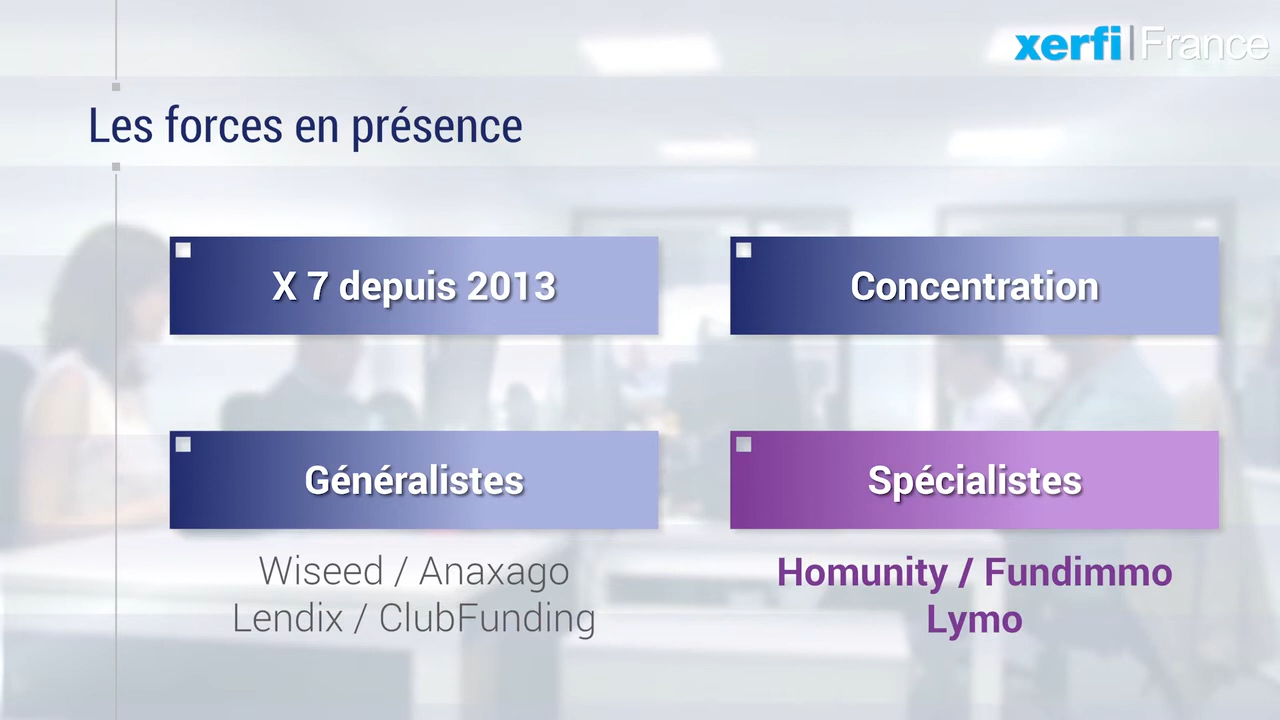 xerfi France
Les forces en présence
X 7 depuis 2013
Concentration
Généralistes
Spécialistes
Wiseed / Anaxago
Lendix / ClubFunding
Homunity / Fundimmo
Lymo